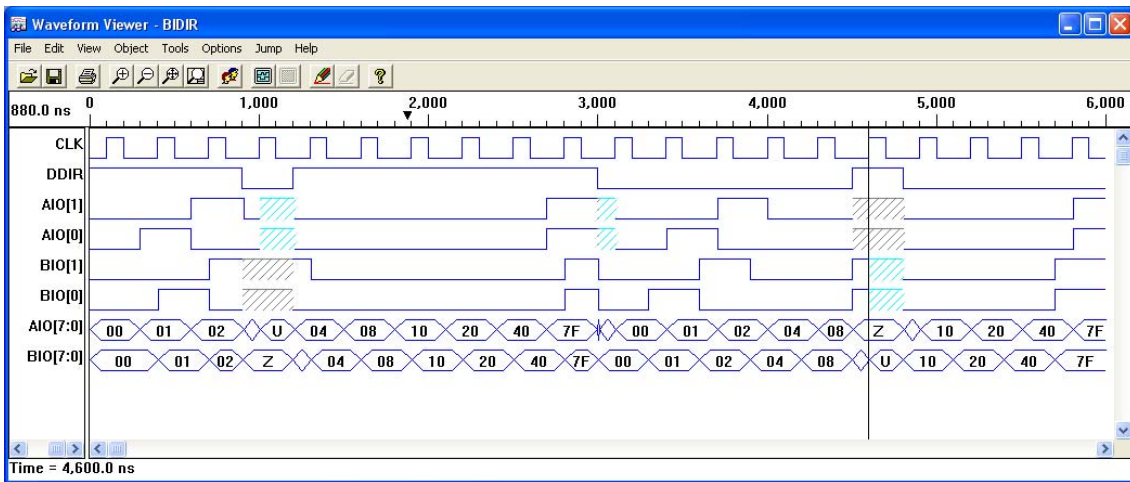 Waveform Viewer - BIDIR
File Edit View Object Tools Options Jump Help
880.0 ns 0 1,000 2,000 3,000 4,000 5,000 6,000
CLK
DDIR
AIO[1]
AIO[0]
BIO[1]
BIO[0]
AIO[7:0] 00 01 02 U 04 08 10 20 40 7F 00 01 02 04 08 Z 10 20 40 7F
BIO[7:0] 00 01 02 Z 04 08 10 20 40 7F 00 01 02 04 08 U 10 20 40 7F
Time = 4,600.0 ns